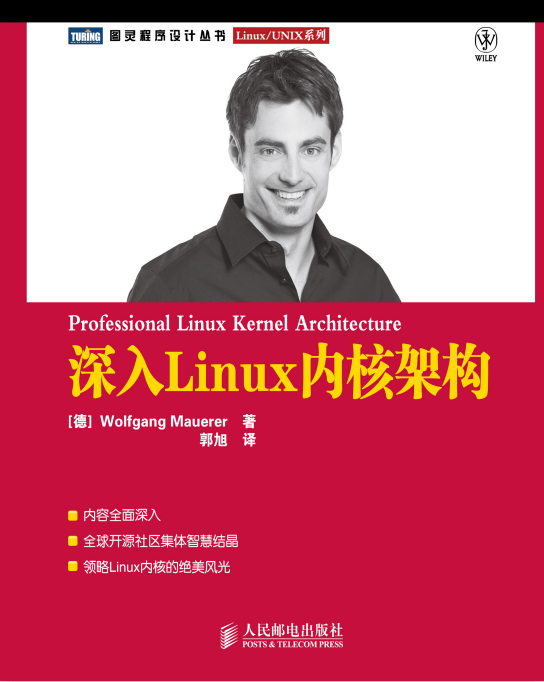 TURING 图灵程序设计丛书 Linux/UNIX系列
WILEY
Professional Linux Kernel Architecture
深入Linux内核架构
[德] Wolfgang Mauerer 著
郭旭 译
内容全面深入
全球开源社区集体智慧结晶
领略Linux内核的绝美风光
人民邮电出版社
POSTS & TELECOM PRESS